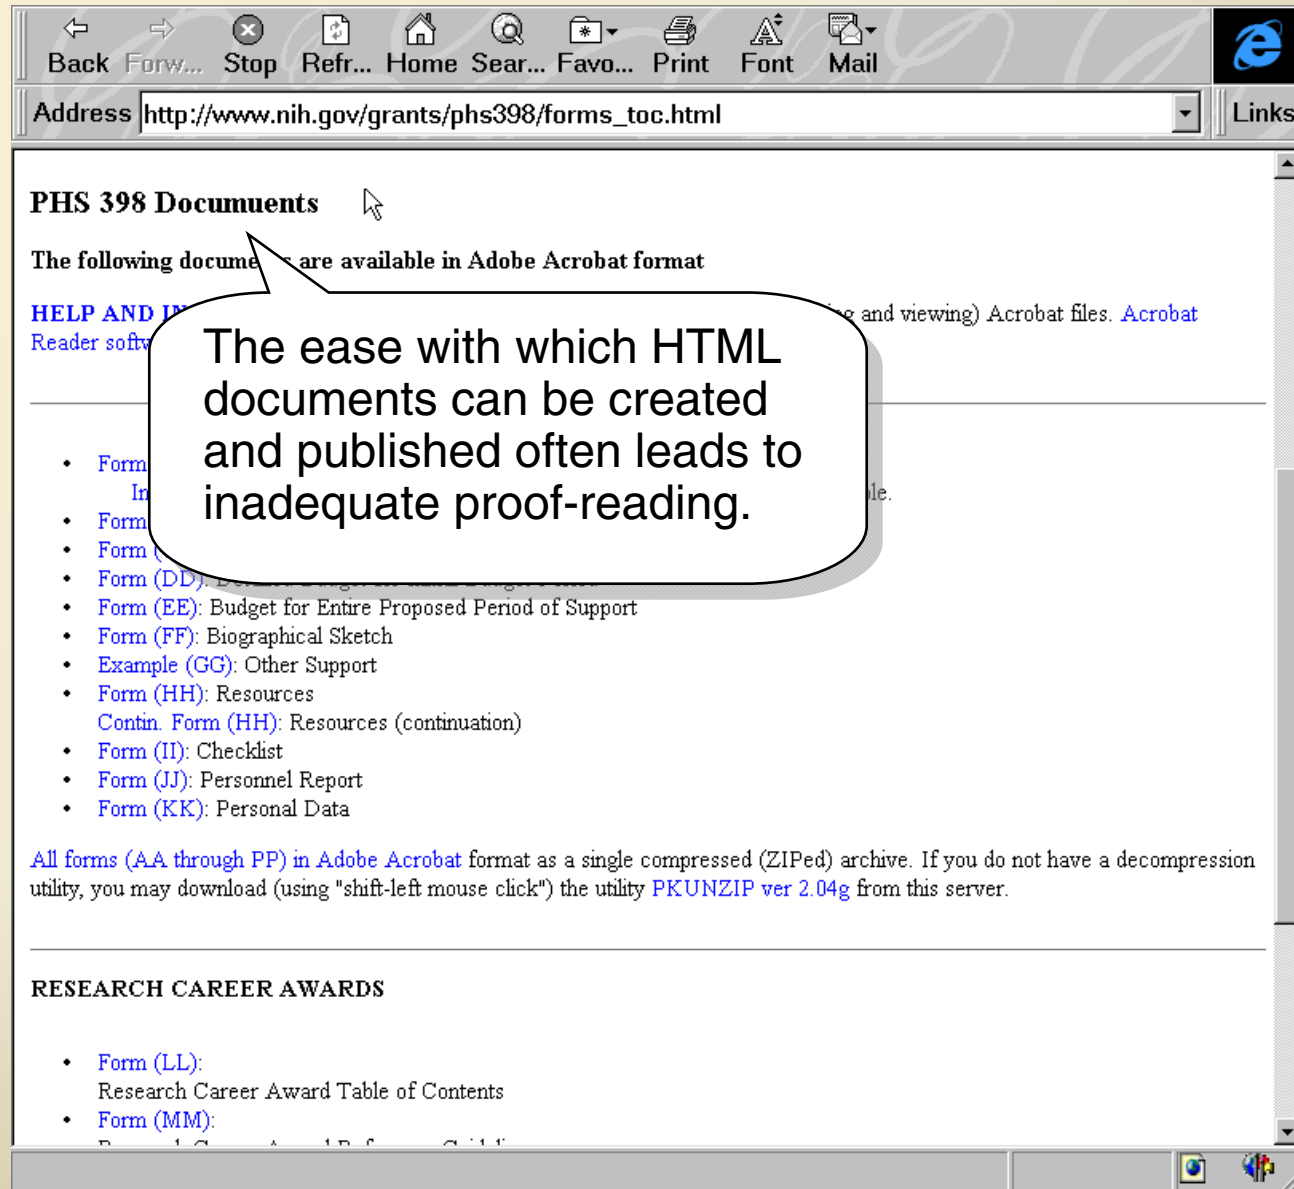 Back Forw... Stop Refr... Home Sear... Favo... Print Font Mail
Address http://www.nih.gov/grants/phs398/forms_toc.html Links
PHS 398 Documuents
The following documents are available in Adobe Acrobat format
HELP AND and viewing) Acrobat files. Acrobat
Reader
The ease with which HTML
documents can be created
and published often leads to
inadequate proof-reading.
Form
Form
Form (
Form (DD):
Form (EE): Budget for Entire Proposed Period of Support
Form (FF): Biographical Sketch
Example (GG): Other Support
Form (HH): Resources
Contin. Form (HH): Resources (continuation)
Form (II): Checklist
Form (JJ): Personnel Report
Form (KK): Personal Data
All forms (AA through PP) in Adobe Acrobat format as a single compressed (ZIPed) archive. If you do not have a decompression
utility, you may download (using "shift-left mouse click") the utility PKUNZIP ver 2.04g from this server.
RESEARCH CAREER AWARDS
Form (LL):
Research Career Award Table of Contents
Form (MM):